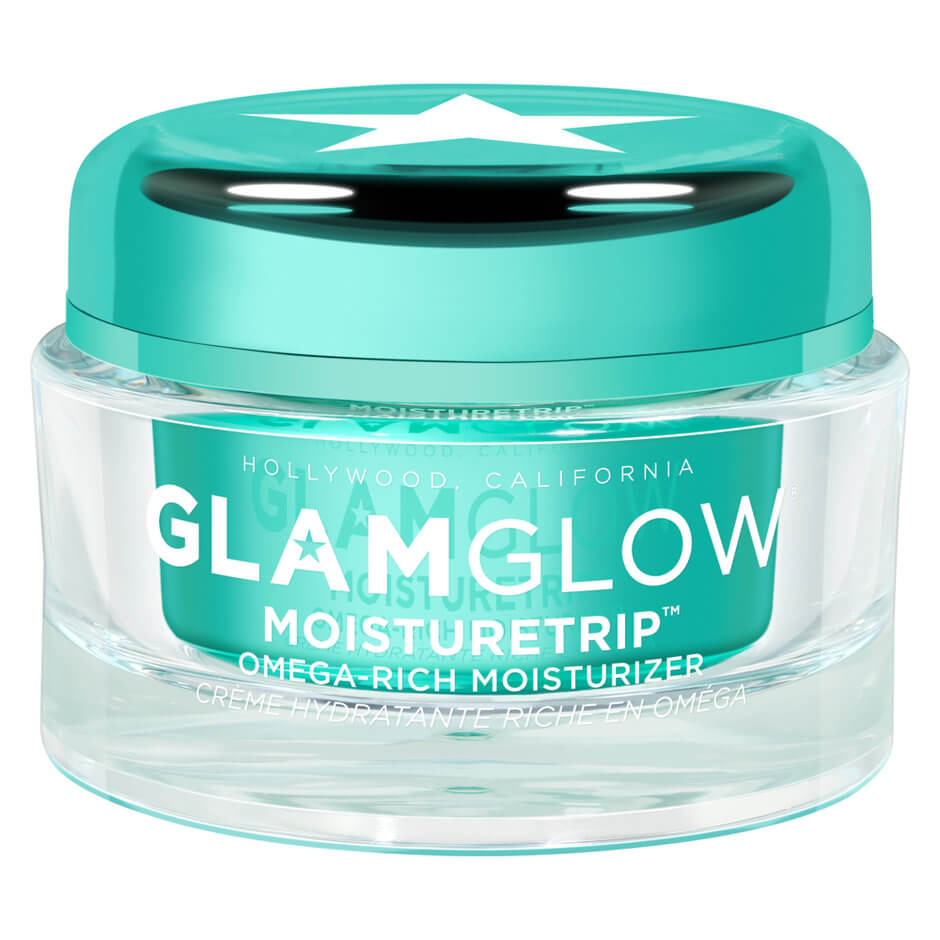 HOLLYWOOD, CALIFORNIA
GLAMGLOW®
MOISTURETRIP™
OMEGA-RICH MOISTURIZER
CRÈME HYDRATANTE RICHE EN OMÉGA